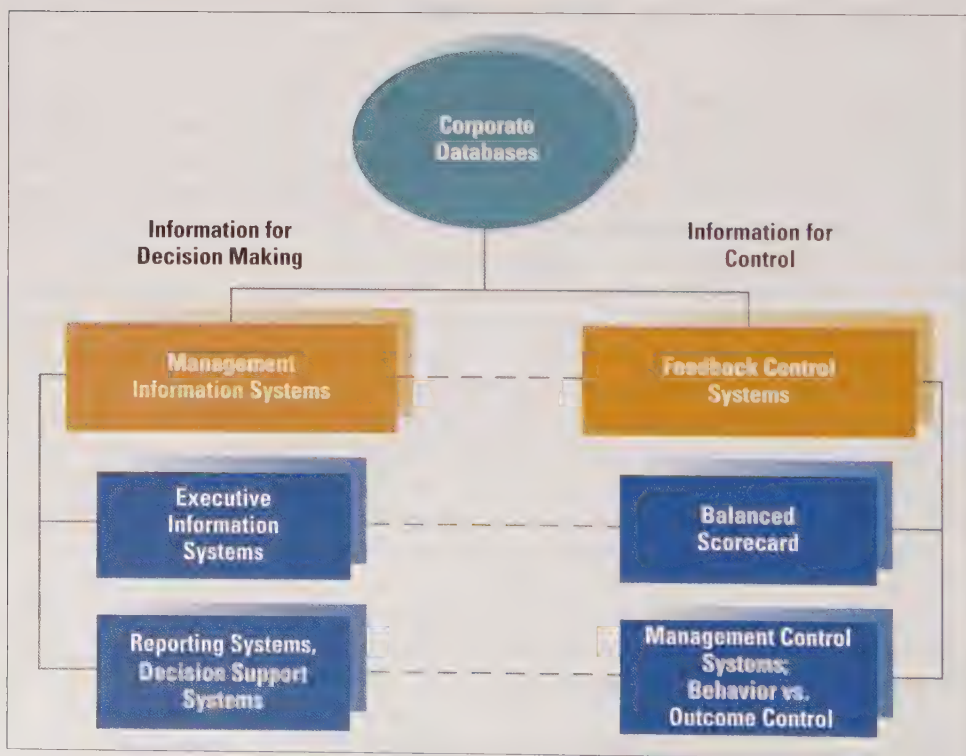 Corporate
Databases
Information for
Decision Making
Information for
Control
Management
Information Systems
Feedback Control
Systems
Executive
Information
Systems
Balanced
Scorecard
Reporting Systems,
Decision Support
Systems
Management Control
Systems;
Behavior vs.
Outcome Control